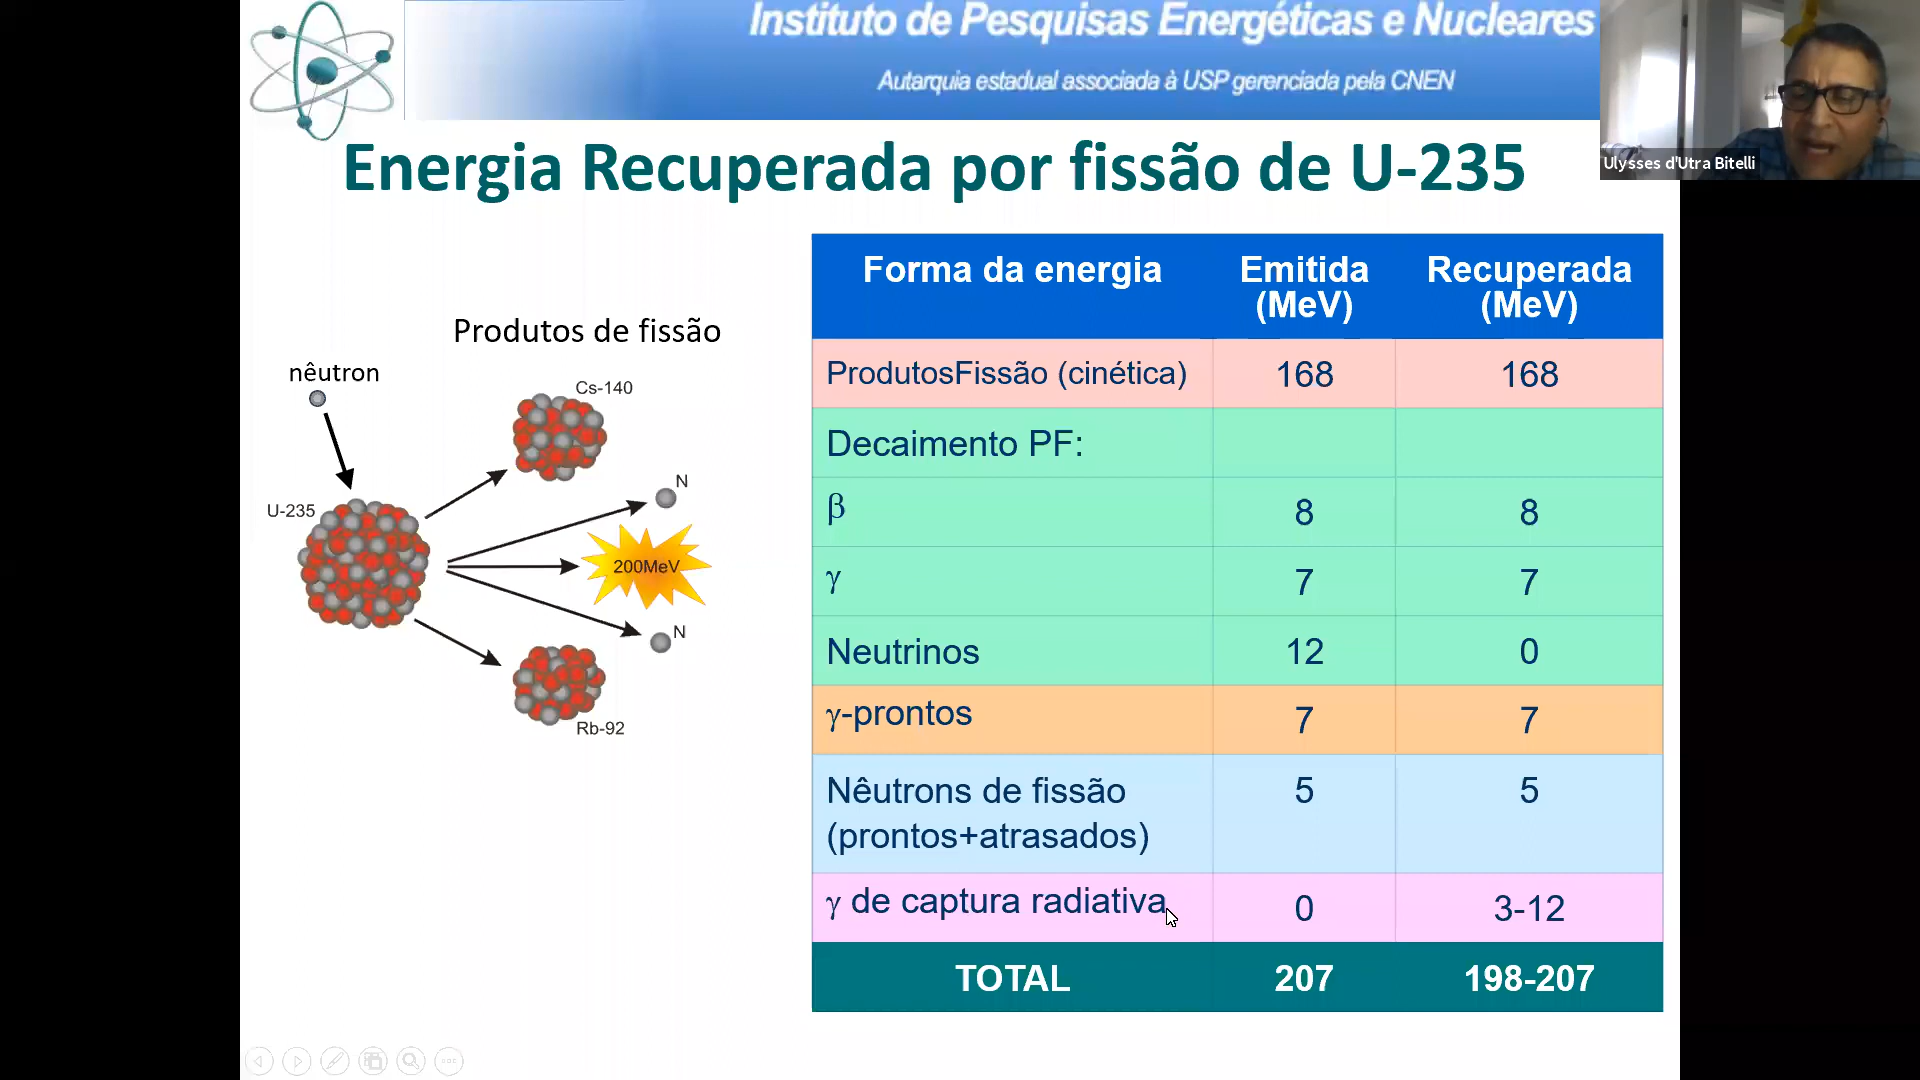 Instituto de Pesquisas Energéticas e Nucleares
Autarquia estadual associada à USP gerenciada pela CNEN
Ulysses d'Utra Bitelli
Energia Recuperada por fissão de U-235
Produtos de fissão
nêutron
Cs-140
N
U-235
200MeV
N
Rb-92
Forma da energia Emitida (MeV) Recuperada (MeV)
ProdutosFissão (cinética) 168 168
Decaimento PF:
β 8 8
γ 7 7
Neutrinos 12 0
γ-prontos 7 7
Nêutrons de fissão 5 5
(prontos+atrasados)
γ de captura radiativa 0 3-12
TOTAL 207 198-207